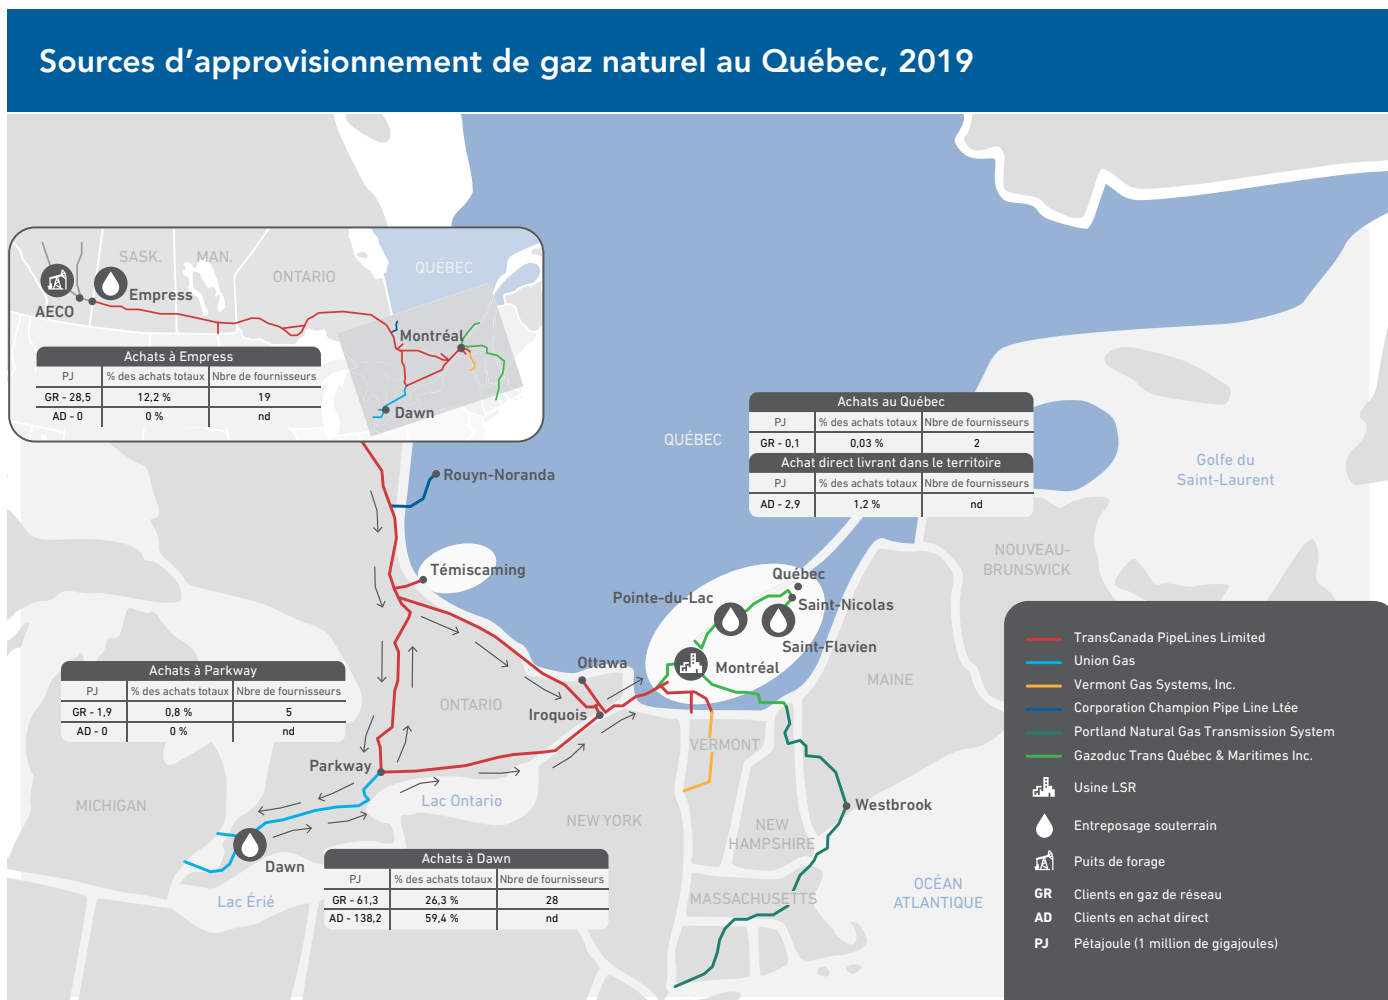 Sources d’approvisionnement de gaz naturel au Québec, 2019
SASK.
MAN.
ONTARIO
QUÉBEC
AECO
Empress
Montréal
Dawn
Achats à Empress
PJ % des achats totaux Nbre de fournisseurs
GR - 28,5 12,2 % 19
AD - 0 0 % nd
QUÉBEC
Achats au Québec
PJ % des achats totaux Nbre de fournisseurs
GR - 0,1 0,03 % 2
Achat direct livrant dans le territoire
PJ % des achats totaux Nbre de fournisseurs
AD - 2,9 1,2 % nd
Golfe du
Saint-Laurent
Rouyn-Noranda
Témiscaming
NOUVEAU-
BRUNSWICK
Québec
Pointe-du-Lac
Saint-Nicolas
Saint-Flavien
Montréal
Ottawa
MAINE
ONTARIO
Iroquois
Achats à Parkway
PJ % des achats totaux Nbre de fournisseurs
GR - 1,9 0,8 % 5
AD - 0 0 % nd
Parkway
VERMONT
MICHIGAN
Lac Ontario
NEW YORK
Westbrook
NEW
HAMPSHIRE
Dawn
Lac Érié
Achats à Dawn
PJ % des achats totaux Nbre de fournisseurs
GR - 61,3 26,3 % 28
AD - 138,2 59,4 % nd
MASSACHUSETTS
OCÉAN
ATLANTIQUE
TransCanada PipeLines Limited
Union Gas
Vermont Gas Systems, Inc.
Corporation Champion Pipe Line Ltée
Portland Natural Gas Transmission System
Gazoduc Trans Québec & Maritimes Inc.
Usine LSR
Entreposage souterrain
Puits de forage
GR Clients en gaz de réseau
AD Clients en achat direct
PJ Pétajoule (1 million de gigajoules)